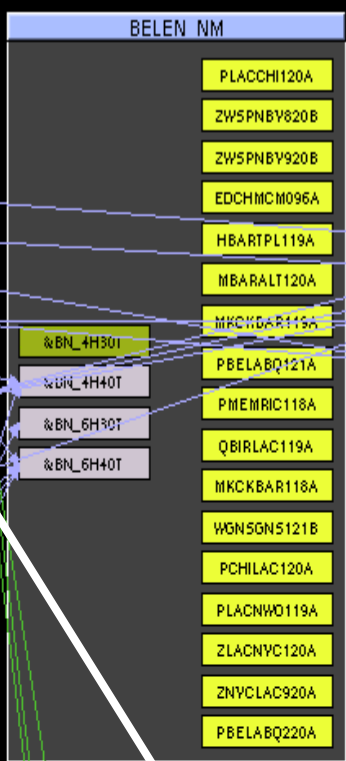 BELEN NM
PLACCHI120A
ZWSPNBY820B
ZWSPNBY920B
EDCHMCM096A
HBARTPL119A
MBARALT120A
MKCKBAR119A
&BN_4H30T
PBELABQ121A
&BN_4H40T
PMEMRIC118A
&BN_6H30T
QBIRLAC119A
&BN_6H40T
MKCKBAR118A
WGNSGNS121B
PCHILAC120A
PLACNWO119A
ZLACNYC120A
ZNYCLAC920A
PBELABQ220A